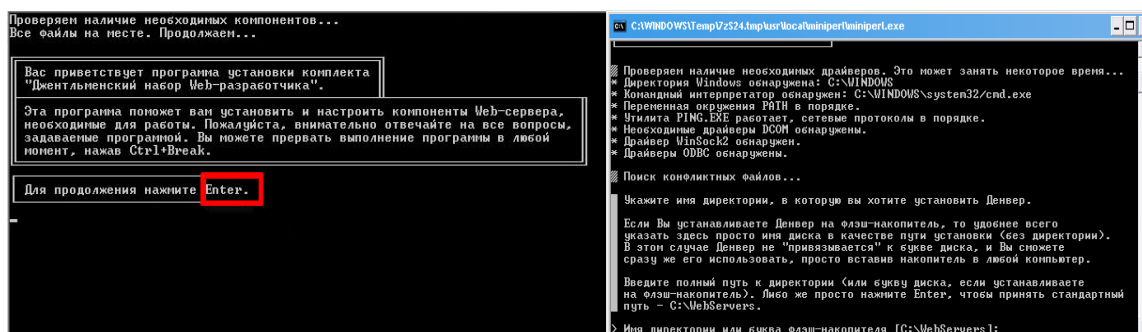 Проверяем наличие необходимых компонентов...
Все файлы на месте. Продолжаем...
Вас приветствует программа установки комплекта
"Джентльменский набор Web-разработчика".
Эта программа поможет вам установить и настроить компоненты Web-сервера,
необходимые для работы. Пожалуйста, внимательно отвечайте на все вопросы,
задаваемые программой. Вы можете прервать выполнение программы в любой
момент, нажав Ctrl+Break.
Для продолжения нажмите Enter.
C:\WINDOWS\Temp\7zS24.tmp\usr\local\miniperl\miniperl.exe
Проверяем наличие необходимых драйверов. Это может занять некоторое время...
* Директория Windows обнаружена: C:\WINDOWS
* Командный интерпретатор обнаружен: C:\WINDOWS\system32/cmd.exe
* Переменная окружения PATH в порядке.
* Утилита PING.EXE работает, сетевые протоколы в порядке.
* Необходимые драйверы DCOM обнаружены.
* Драйвер WinSock2 обнаружен.
* Драйверы ODBC обнаружены.
Поиск конфликтных файлов...
Укажите имя директории, в которую вы хотите установить Денвер.
Если Вы устанавливаете Денвер на флэш-накопитель, то удобнее всего
указать здесь просто имя диска в качестве пути установки (без директории).
В этом случае Денвер не "привязывается" к букве диска, и Вы сможете
сразу же его использовать, просто вставив накопитель в любой компьютер.
Введите полный путь к директории (или букву диска, если устанавливаете
на флэш-накопитель). Либо же просто нажмите Enter, чтобы принять стандартный
путь - C:\WebServers.
> Имя директории или буква флэш-накопителя [C:\WebServers]: